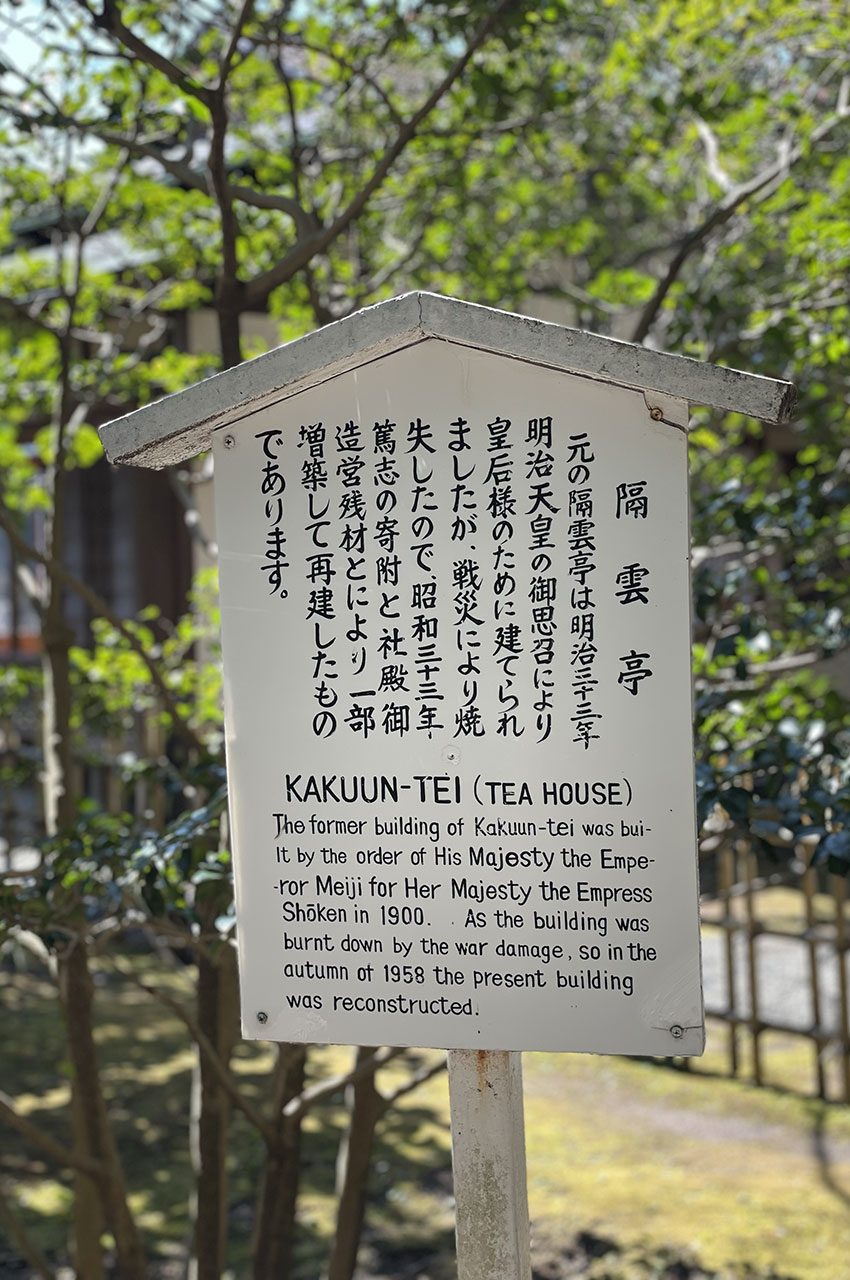 隔雲亭
元の隔雲亭は明治三十三年
明治天皇の御思召により
皇后様のために建てられ
ましたが、戦災により焼
失したので、昭和三十三年
篤志の寄附と社殿御
造営残材とにより一部
増築して再建したもの
であります。
KAKUUN-TEI (TEA HOUSE)
The former building of Kakuun-tei was bui-
lt by the order of His Majesty the Empe-
-ror Meiji for Her Majesty the Empress
Shōken in 1900. As the building was
burnt down by the war damage, so in the
autumn of 1958 the present building
was reconstructed.